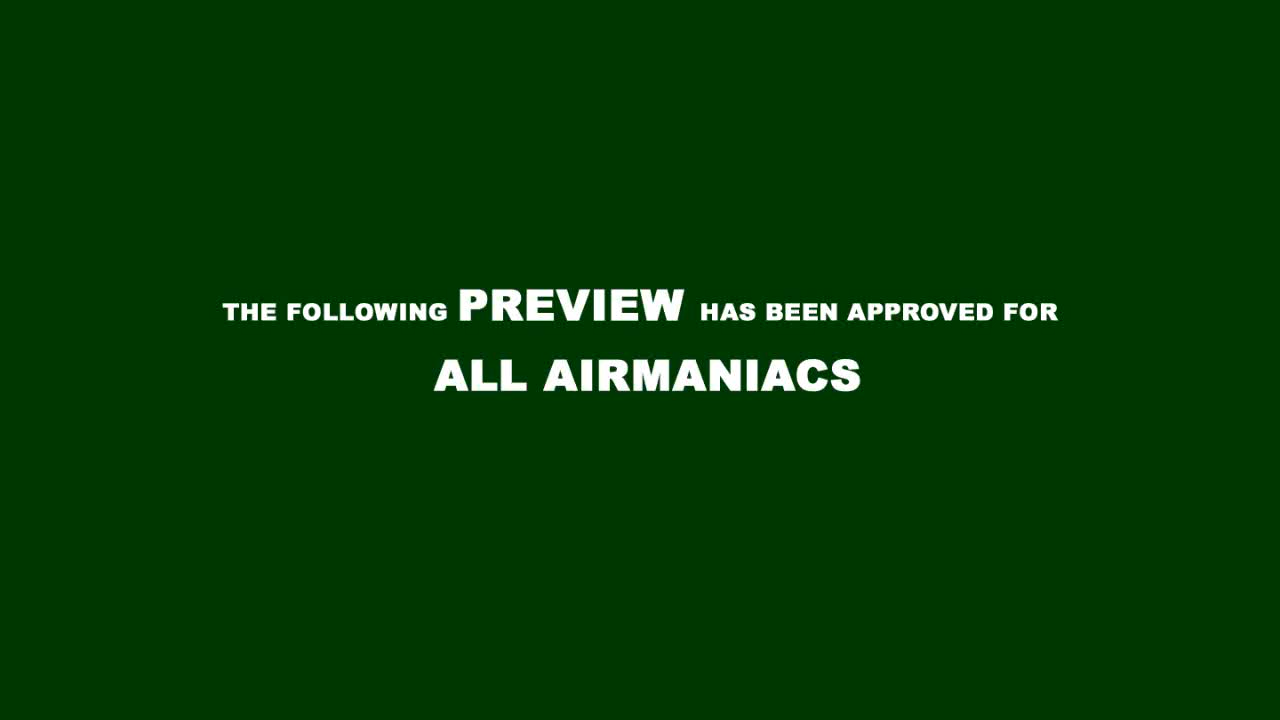 THE FOLLOWING PREVIEW HAS BEEN APPROVED FOR
ALL AIRMANIACS